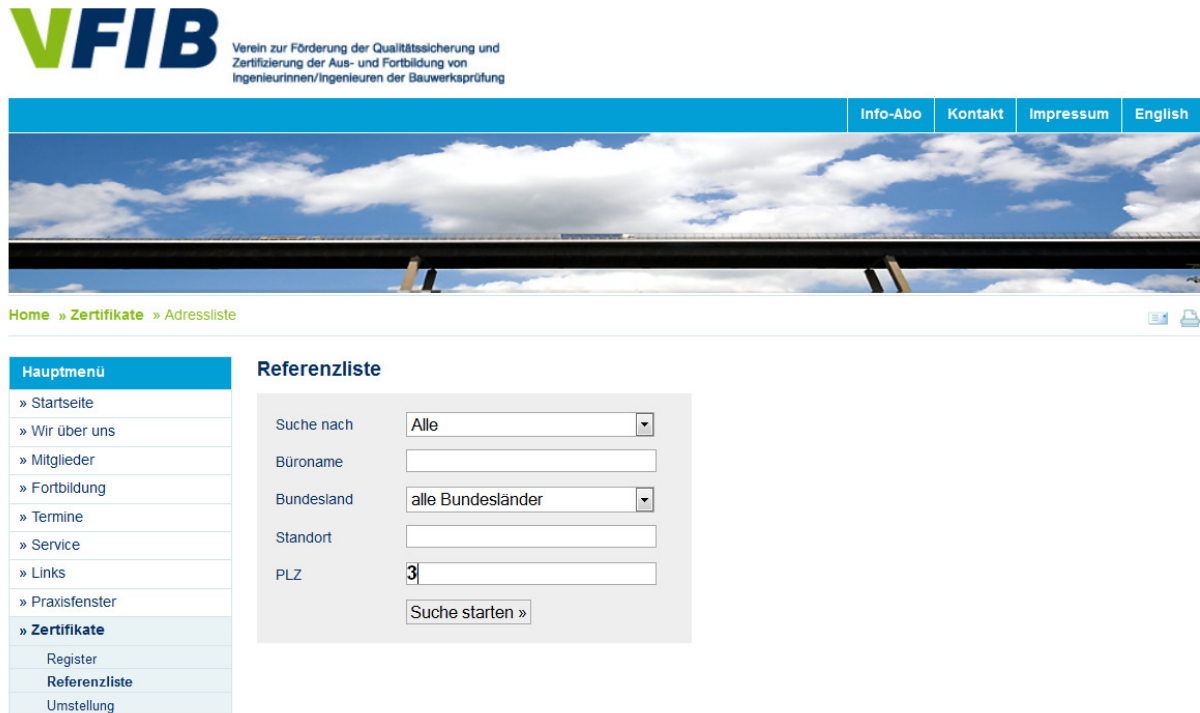 VFIB
Verein zur Förderung der Qualitätssicherung und
Zertifizierung der Aus- und Fortbildung von
Ingenieurinnen/Ingenieuren der Bauwerksprüfung
Info-Abo Kontakt Impressum English
Home » Zertifikate » Adressliste
Hauptmenü
» Startseite
» Wir über uns
» Mitglieder
» Fortbildung
» Termine
» Service
» Links
» Praxisfenster
» Zertifikate
Register
Referenzliste
Umstellung
Referenzliste
Suche nach Alle
Büroname
Bundesland alle Bundesländer
Standort
PLZ 3
Suche starten »